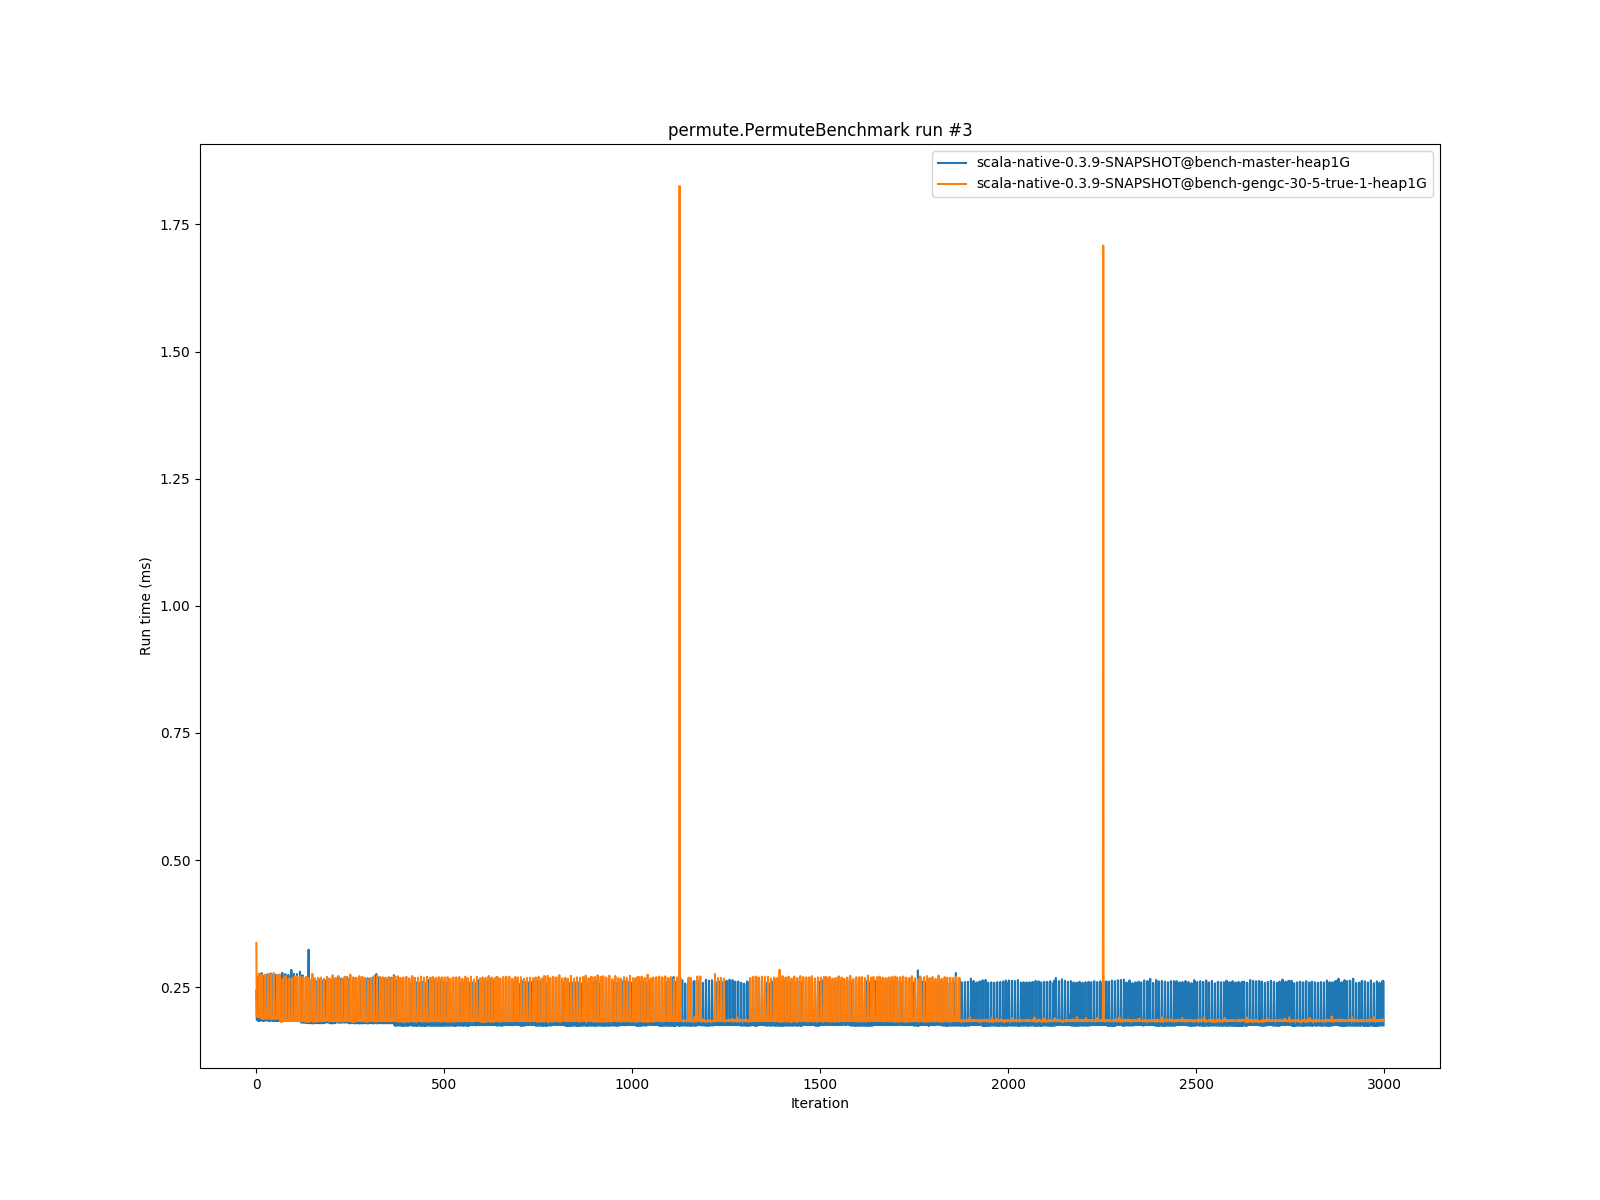 permute.PermuteBenchmark run #3
scala-native-0.3.9-SNAPSHOT@bench-master-heap1G
scala-native-0.3.9-SNAPSHOT@bench-gengc-30-5-true-1-heap1G
1.75
1.50
1.25
1.00
0.75
0.50
0.25
Run time (ms)
0 500 1000 1500 2000 2500 3000
Iteration